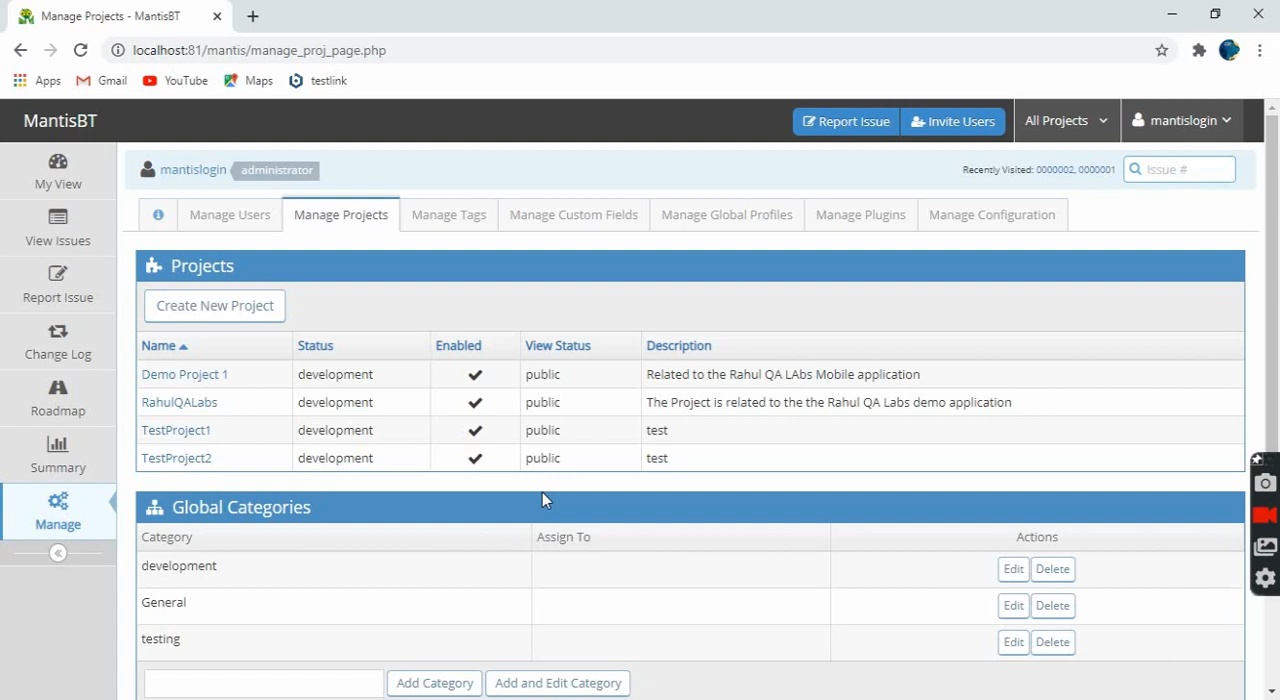 Manage Projects - MantisBT
localhost:81/mantis/manage_proj_page.php
Apps Gmail YouTube Maps testlink
MantisBT Report Issue Invite Users All Projects mantislogin
mantislogin administrator Recently Visited: 0000002, 0000001 Issue #
My View
View Issues
Report Issue
Change Log
Roadmap
Summary
Manage
Manage Users Manage Projects Manage Tags Manage Custom Fields Manage Global Profiles Manage Plugins Manage Configuration
Projects
Create New Project
Name Status Enabled View Status Description
Demo Project 1 development public Related to the Rahul QA LAbs Mobile application
RahulQALabs development public The Project is related to the the Rahul QA Labs demo application
TestProject1 development public test
TestProject2 development public test
Global Categories
Category Assign To Actions
development Edit Delete
General Edit Delete
testing Edit Delete
Add Category Add and Edit Category